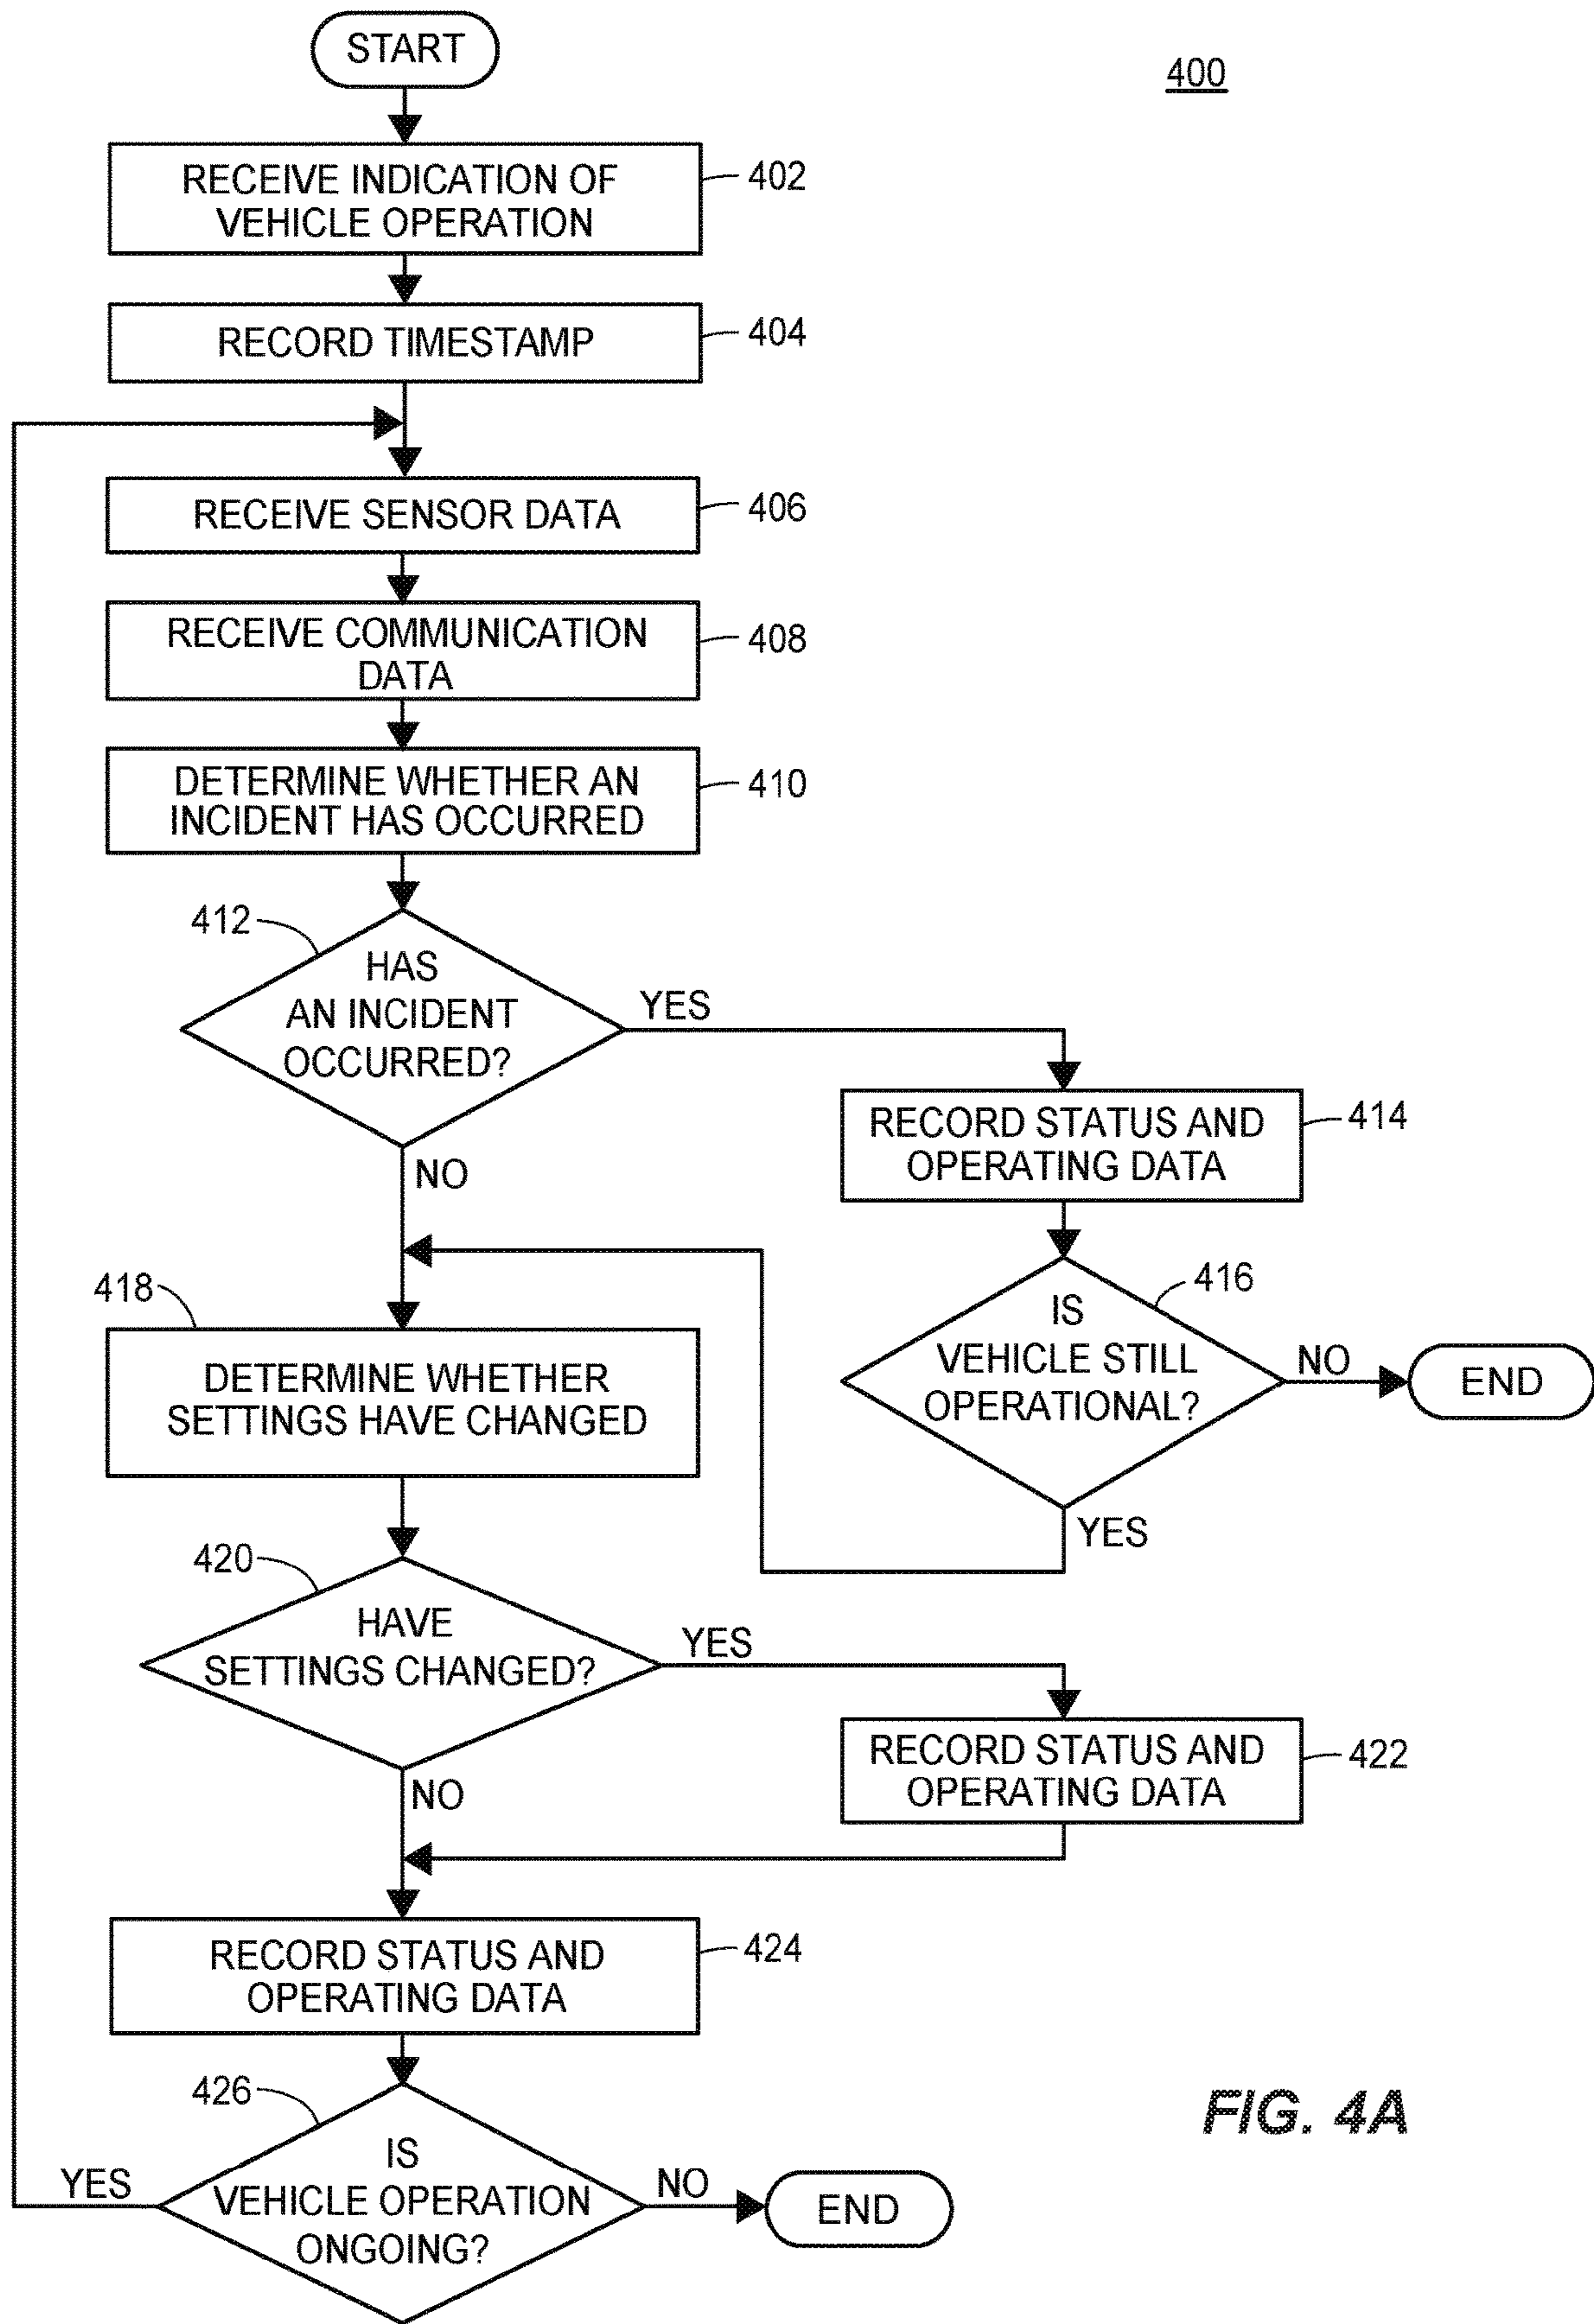 START
400
RECEIVE INDICATION OF
VEHICLE OPERATION
402
RECORD TIMESTAMP
404
RECEIVE SENSOR DATA
406
RECEIVE COMMUNICATION
DATA
408
DETERMINE WHETHER AN
INCIDENT HAS OCCURRED
410
412
HAS
AN INCIDENT
OCCURRED?
YES
NO
RECORD STATUS AND
OPERATING DATA
414
416
IS
VEHICLE STILL
OPERATIONAL?
NO
END
YES
418
DETERMINE WHETHER
SETTINGS HAVE CHANGED
420
HAVE
SETTINGS CHANGED?
YES
NO
RECORD STATUS AND
OPERATING DATA
422
RECORD STATUS AND
OPERATING DATA
424
426
IS
VEHICLE OPERATION
ONGOING?
YES
NO
END
FIG. 4A